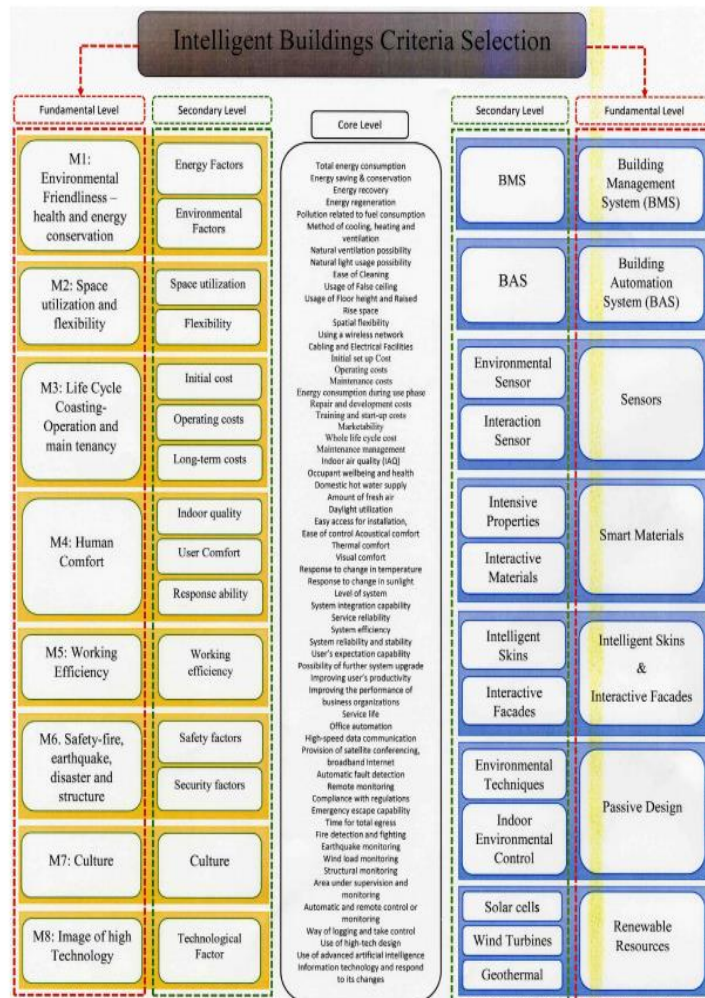 Intelligent Buildings Criteria Selection
Fundamental Level
Secondary Level
Core Level
Secondary Level
Fundamental Level
M1:
Environmental
Friendliness –
health and energy
conservation
Energy Factors
Environmental
Factors
M2: Space
utilization and
flexibility
Space utilization
Flexibility
M3: Life Cycle
Coasting-
Operation and
main tenancy
Initial cost
Operating costs
Long-term costs
M4: Human
Comfort
Indoor quality
User Comfort
Response ability
M5: Working
Efficiency
Working
efficiency
M6. Safety-fire,
earthquake,
disaster and
structure
Safety factors
Security factors
M7: Culture
Culture
M8: Image of high
Technology
Technological
Factor
Total energy consumption
Energy saving & conservation
Energy recovery
Energy regeneration
Pollution related to fuel consumption
Method of cooling, heating and
ventilation
Natural ventilation possibility
Natural light usage possibility
Ease of Cleaning
Usage of False ceiling
Usage of Floor height and Raised
Rise space
Spatial flexibility
Using a wireless network
Cabling and Electrical Facilities
Initial set up Cost
Operating costs
Maintenance costs
Energy consumption during use phase
Repair and development costs
Training and start-up costs
Marketability
Whole life cycle cost
Maintenance management
Indoor air quality (IAQ)
Occupant wellbeing and health
Domestic hot water supply
Amount of fresh air
Daylight utilization
Easy access for installation,
Ease of control Acoustical comfort
Thermal comfort
Visual comfort
Response to change in temperature
Response to change in sunlight
Level of system
System integration capability
Service reliability
System efficiency
System reliability and stability
User's expectation capability
Possibility of further system upgrade
Improving user's productivity
Improving the performance of
business organizations
Service life
Office automation
High-speed data communication
Provision of satellite conferencing,
broadband Internet
Automatic fault detection
Remote monitoring
Compliance with regulations
Emergency escape capability
Time for total egress
Fire detection and fighting
Earthquake monitoring
Wind load monitoring
Structural monitoring
Area under supervision and
monitoring
Automatic and remote control or
monitoring
Way of logging and take control
Use of high-tech design
Use of advanced artificial intelligence
Information technology and respond
to its changes
BMS
Building
Management
System (BMS)
BAS
Building
Automation
System (BAS)
Environmental
Sensor
Interaction
Sensor
Sensors
Intensive
Properties
Interactive
Materials
Smart Materials
Intelligent
Skins
Interactive
Facades
Intelligent Skins
&
Interactive Facades
Environmental
Techniques
Indoor
Environmental
Control
Passive Design
Solar cells
Wind Turbines
Geothermal
Renewable
Resources